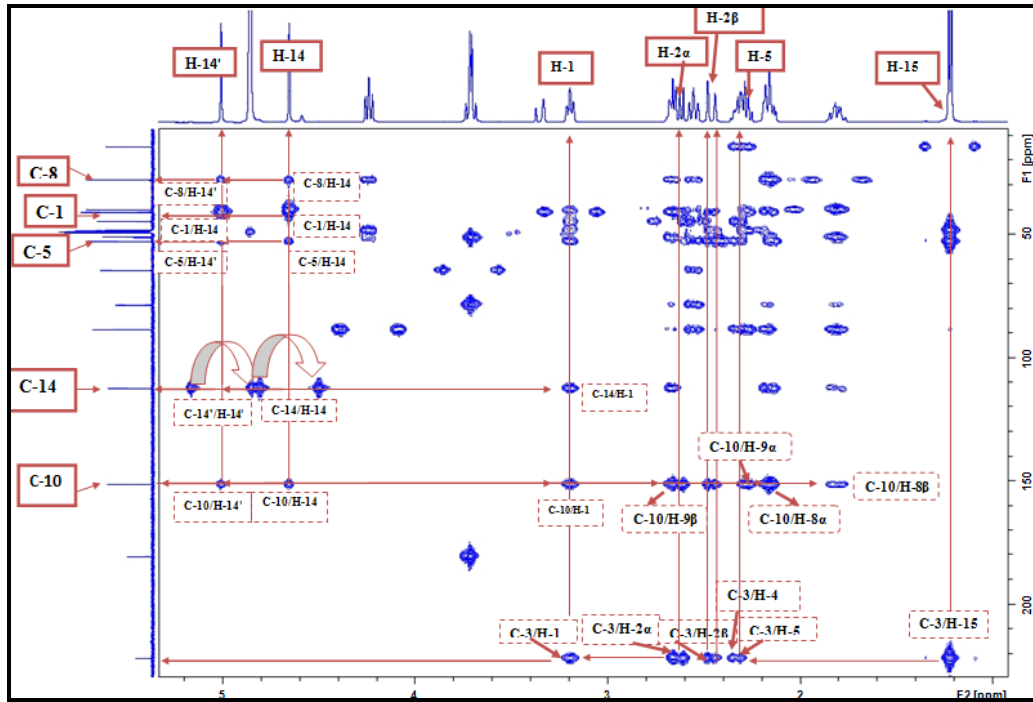 H-2β
H-14'
H-14
H-1
H-2α
H-5
H-15
C-8
C-8/H-14'
C-8/H-14
C-1
C-1/H-14
C-1/H-14
C-5
C-5/H-14'
C-5/H-14
50
F1 [ppm]
100
C-14
C-14'/H-14'
C-14/H-14
C-14/H-1
C-10/H-9α
C-10
150
C-10/H-14'
C-10/H-14
C-10/H-1
C-10/H-9β
C-10/H-8α
C-10/H-8β
200
C-3/H-4
C-3/H-1
C-3/H-2α
C-3/H-2β
C-3/H-5
C-3/H-15
5
4
3
2
F2 [ppm]